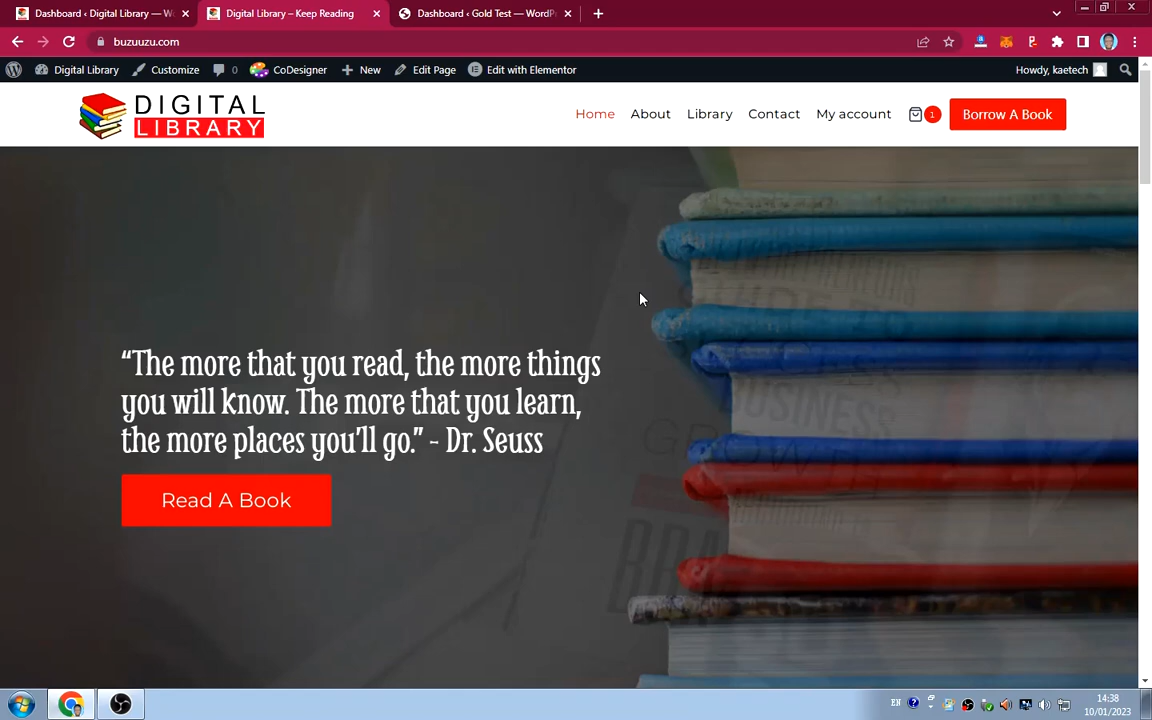 Dashboard ‹ Digital Library — W
Digital Library – Keep Reading
Dashboard ‹ Gold Test — WordP
buzuuzu.com
Digital Library
Customize
0
CoDesigner
New
Edit Page
Edit with Elementor
Howdy, kaetech
DIGITAL
LIBRARY
Home
About
Library
Contact
My account
1
Borrow A Book
“The more that you read, the more things
you will know. The more that you learn,
the more places you’ll go.” - Dr. Seuss
Read A Book
BUSINESS
GROWTH
EN
14:38
10/01/2023